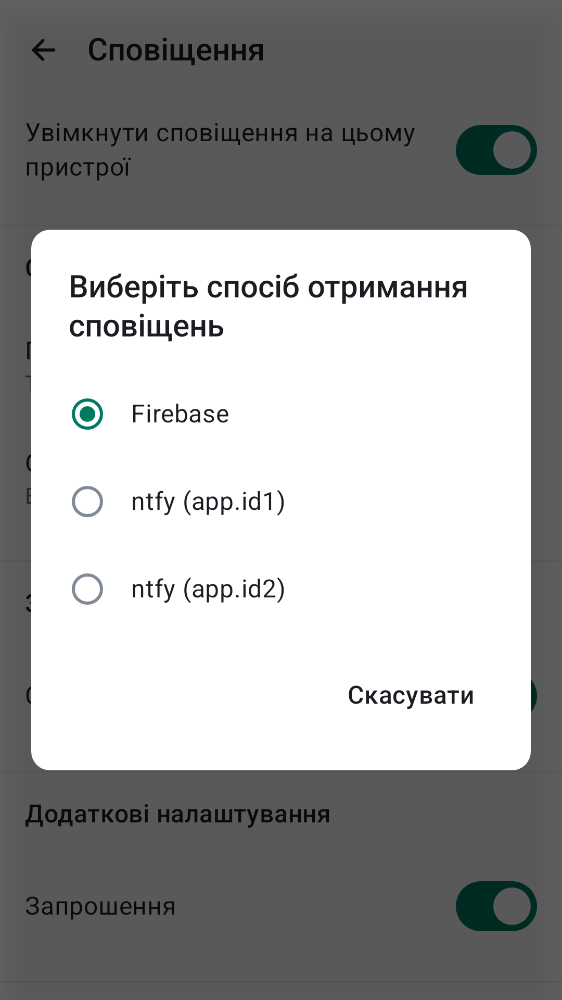 Сповіщення
Увімкнути сповіщення на цьому
пристрої
Виберіть спосіб отримання
сповіщень
Firebase
ntfy (app.id1)
ntfy (app.id2)
Скасувати
Додаткові налаштування
Запрошення